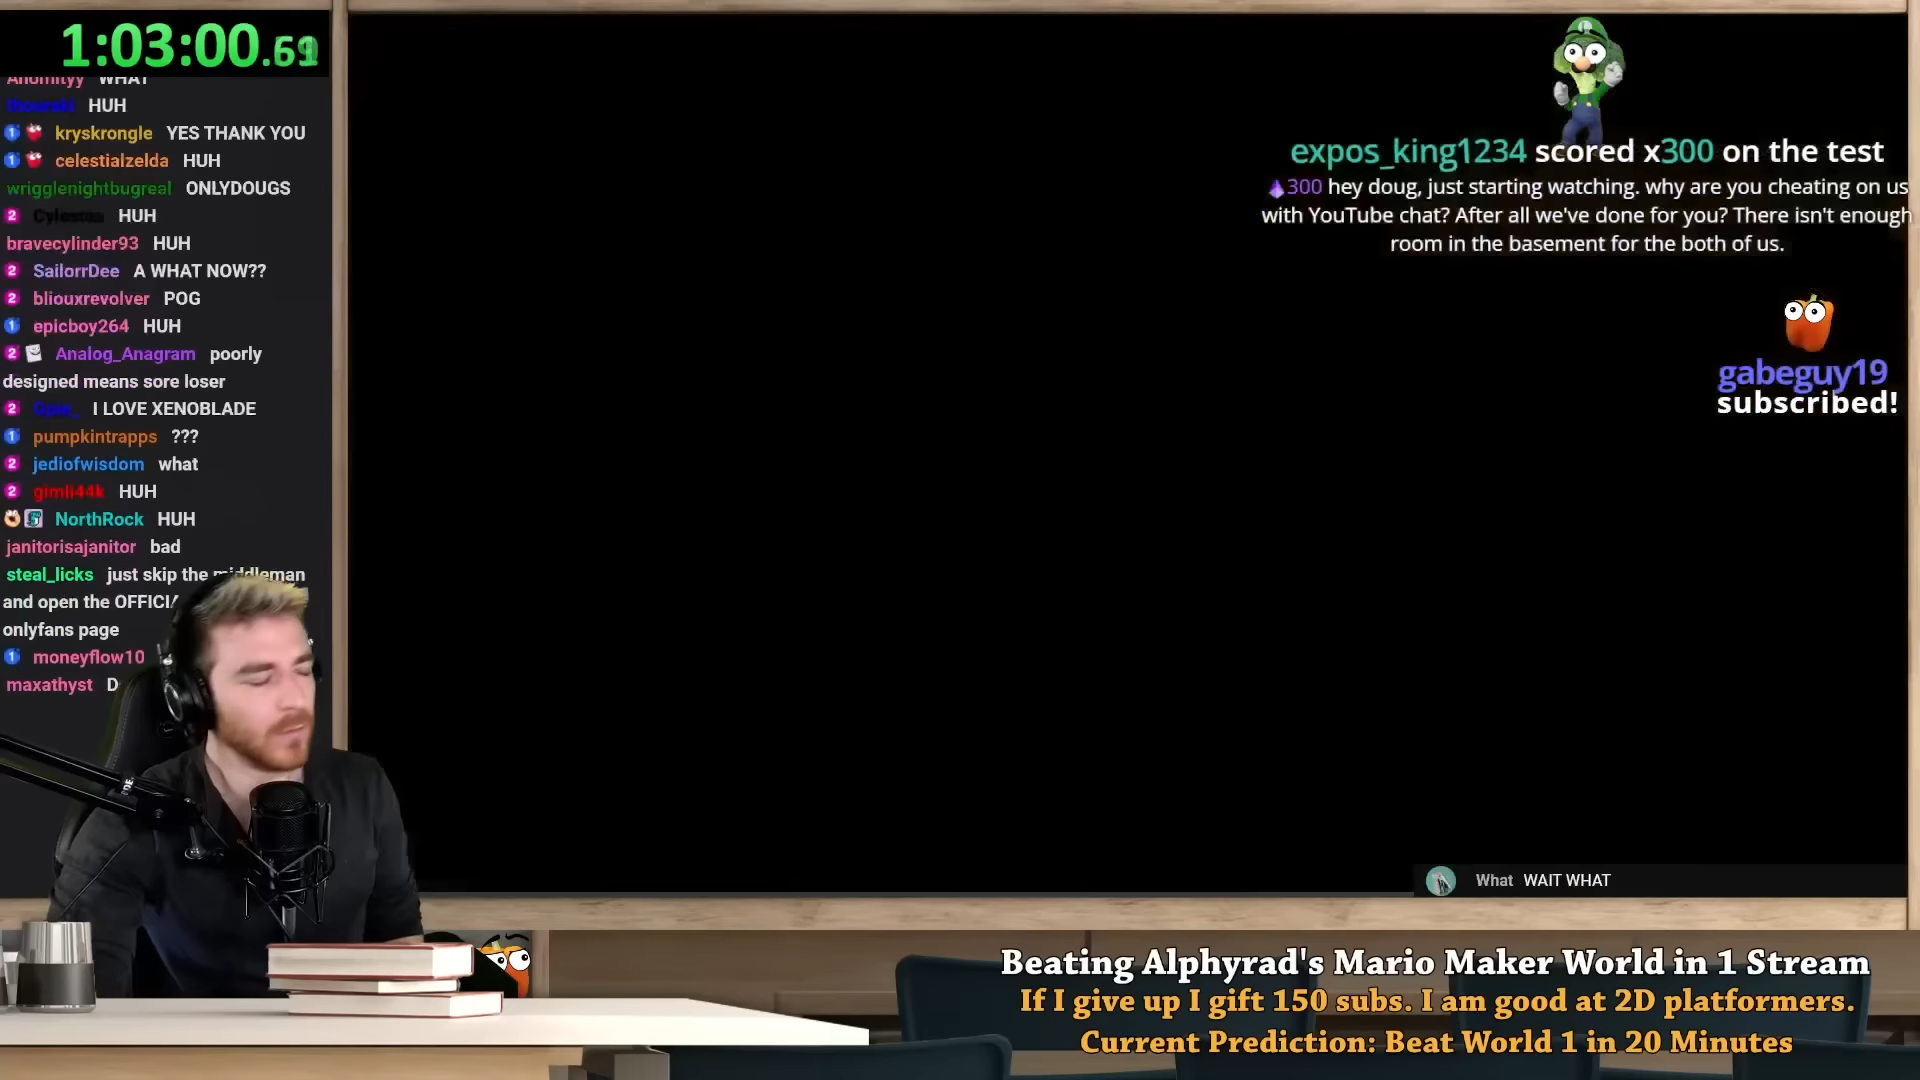 1:03:00
Anomityy WHAT
HUH
kryskrongle YES THANK YOU
celestialzelda HUH
wrigglenightbugreal ONLYDOUGS
HUH
bravecylinder93 HUH
SailorrDee A WHAT NOW??
bliouxrevolver POG
epicboy264 HUH
Analog_Anagram poorly
designed means sore loser
I LOVE XENOBLADE
pumpkintrapps ???
jediofwisdom what
gimli44k HUH
NorthRock HUH
janitorisajanitor bad
steal_licks just skip the middleman
and open the OFFICIA
onlyfans page
moneyflow10
maxathyst D
expos_king1234 scored x300 on the test
300 hey doug, just starting watching. why are you cheating on us
with YouTube chat? After all we've done for you? There isn't enough
room in the basement for the both of us.
gabeguy19
subscribed!
What WAIT WHAT
Beating Alphyrad's Mario Maker World in 1 Stream
If I give up I gift 150 subs. I am good at 2D platformers.
Current Prediction: Beat World 1 in 20 Minutes